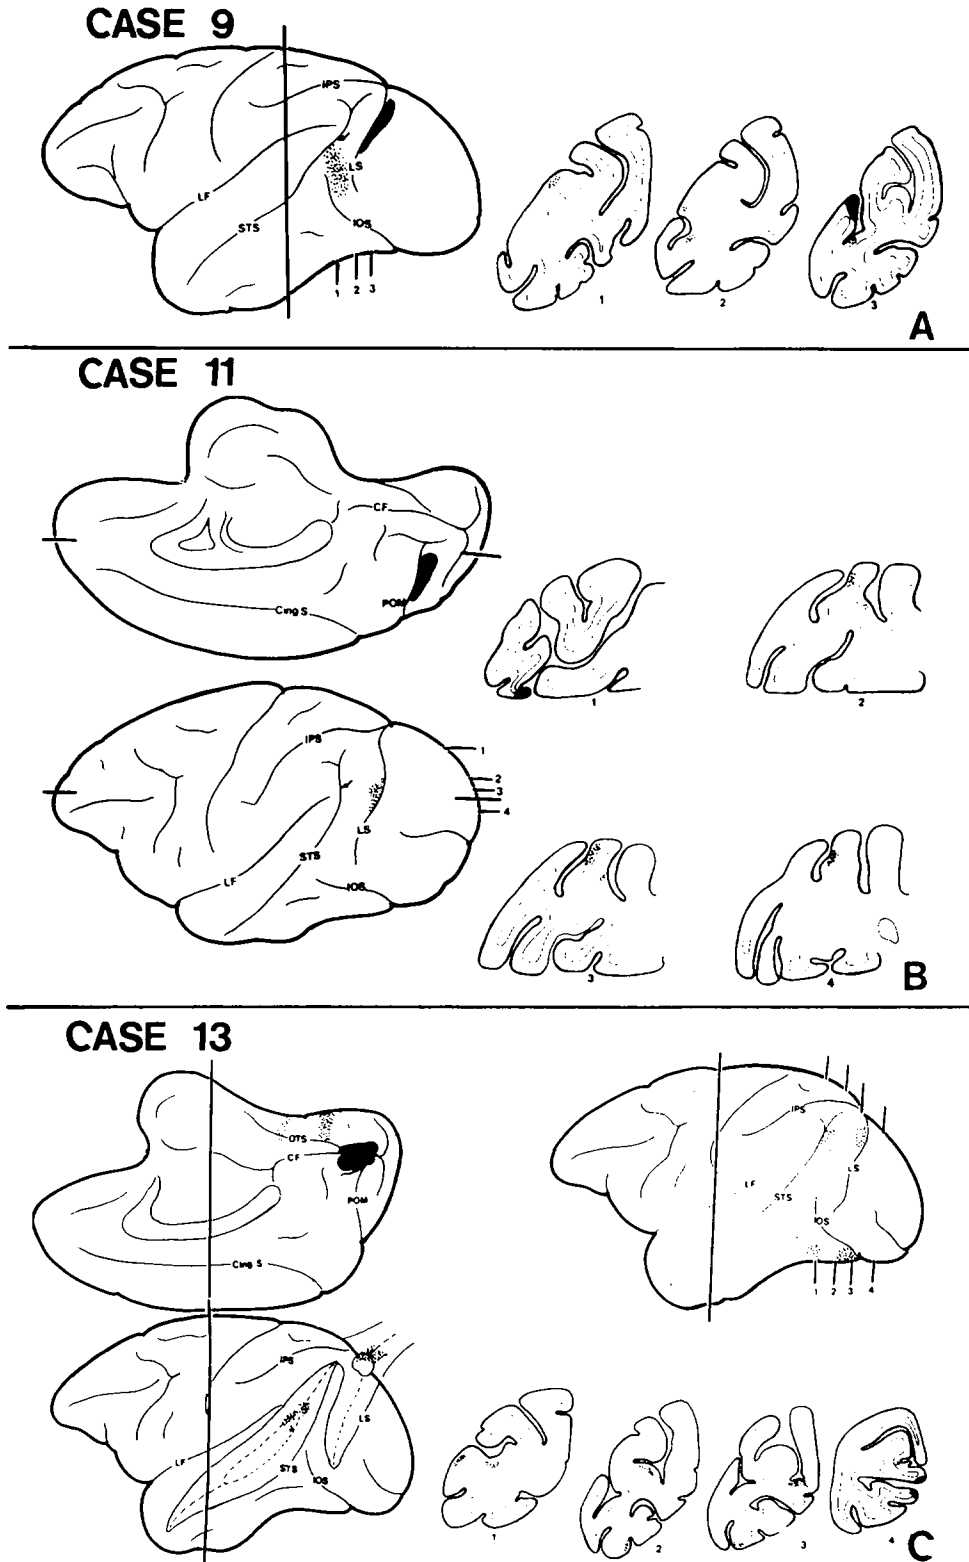 CASE 9
IPS
LS
LF
STS
IOS
1 2 3
1
2
3
A
CASE 11
CF
POM
Cing S
1
2
IPS
1
2
3
4
LS
STS
LF
IOS
3
4
B
CASE 13
OTS
CF
POM
Cing S
IPS
LS
LF
STS
IOS
1 2 3 4
IPS
LS
LF
STS
IOS
1
2
3
4
C